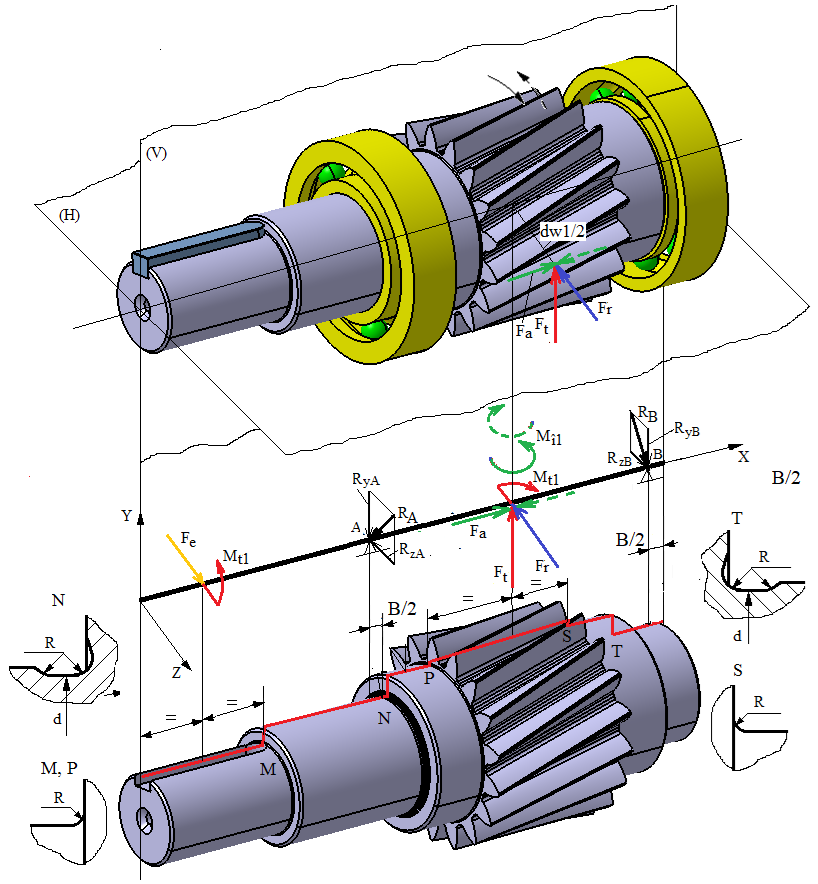 (V)
(H)
dw1/2
Fr
Fa
Ft
Mî1
RB
RyB
RzB
B
X
RyA
Mt1
B/2
A
RA
Y
Fe
Fa
T
Mt1
RzA
B/2
R
Ft
Fr
N
B/2
R
Z
S
d
P
T
S
d
=
=
=
=
N
R
M
M, P
R